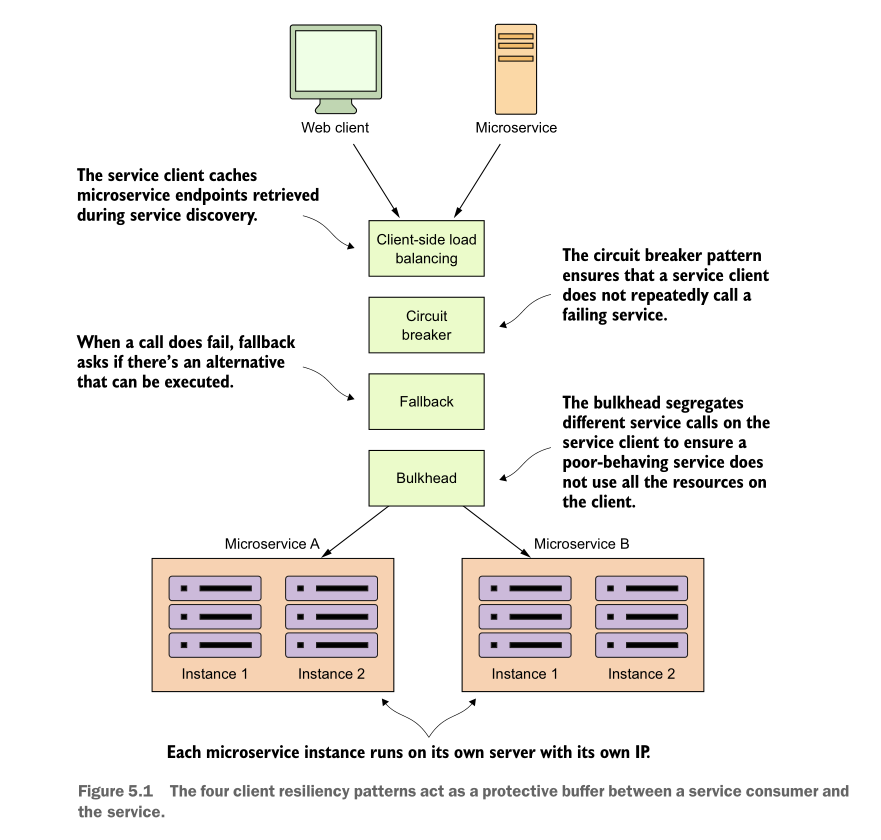 Web client
Microservice
The service client caches
microservice endpoints retrieved
during service discovery.
Client-side load
balancing
The circuit breaker pattern
ensures that a service client
does not repeatedly call a
failing service.
Circuit
breaker
When a call does fail, fallback
asks if there's an alternative
that can be executed.
Fallback
The bulkhead segregates
different service calls on the
service client to ensure a
poor-behaving service does
not use all the resources on
the client.
Bulkhead
Microservice A
Microservice B
Instance 1
Instance 2
Instance 1
Instance 2
Each microservice instance runs on its own server with its own IP.
Figure 5.1 The four client resiliency patterns act as a protective buffer between a service consumer and
the service.